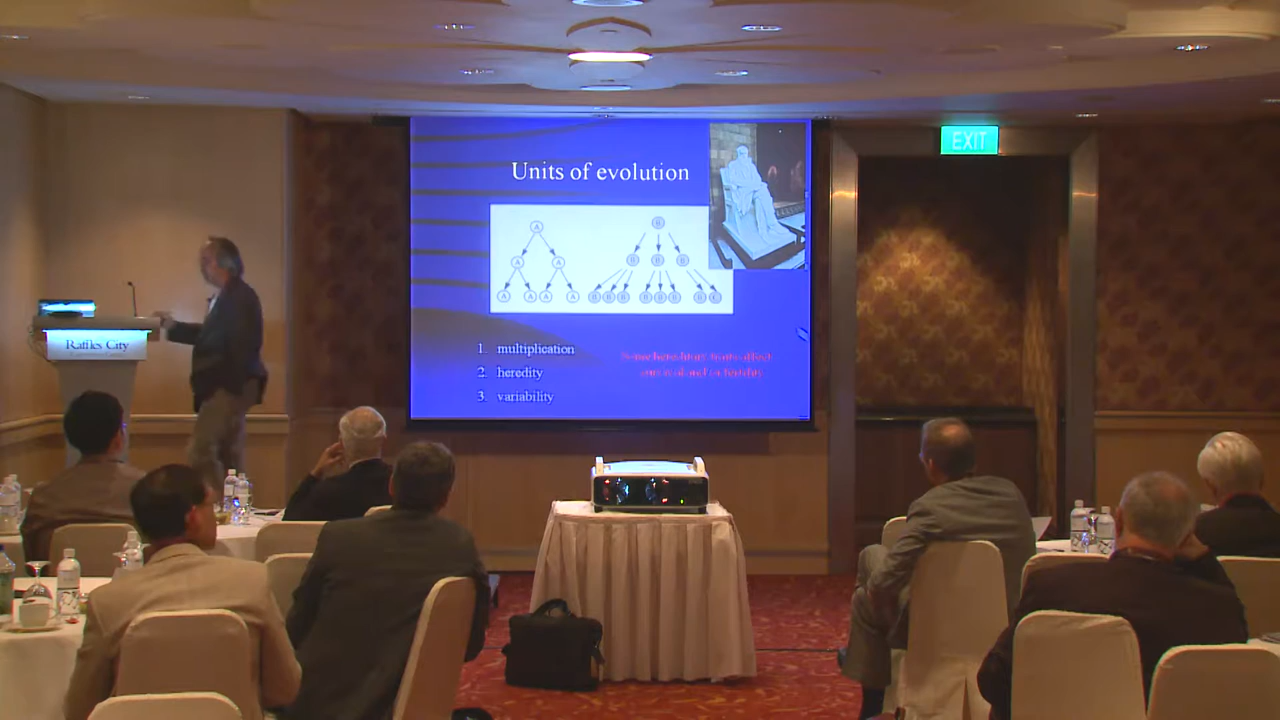 EXIT
Units of evolution
A
A A
A A A A
1. multiplication
2. heredity
3. variability
Raffles City